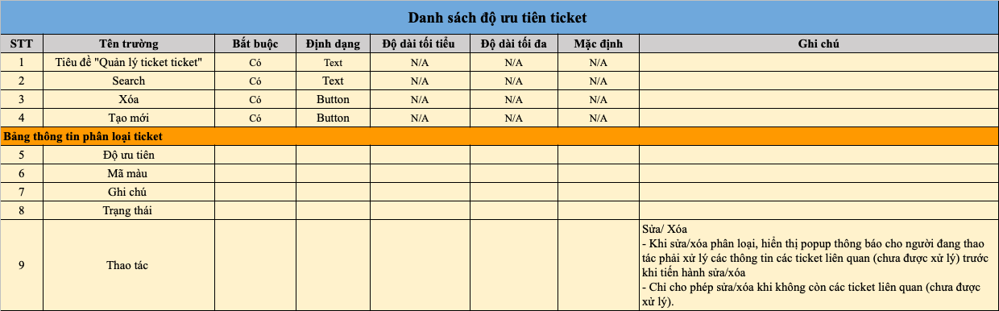 Danh sách độ ưu tiên ticket
STT Tên trường Bắt buộc Định dạng Độ dài tối tiểu Độ dài tối đa Mặc định Ghi chú
1 Tiêu đề "Quản lý ticket ticket" Có Text N/A N/A N/A
2 Search Có Text N/A N/A N/A
3 Xóa Có Button N/A N/A N/A
4 Tạo mới Có Button N/A N/A N/A
Bảng thông tin phân loại ticket
5 Độ ưu tiên
6 Mã màu
7 Ghi chú
8 Trạng thái
9 Thao tác
Sửa/ Xóa
- Khi sửa/xóa phân loại, hiển thị popup thông báo cho người đang thao
tác phải xử lý các thông tin các ticket liên quan (chưa được xử lý) trước
khi tiến hành sửa/xóa
- Chỉ cho phép sửa/xóa khi không còn các ticket liên quan (chưa được
xử lý).